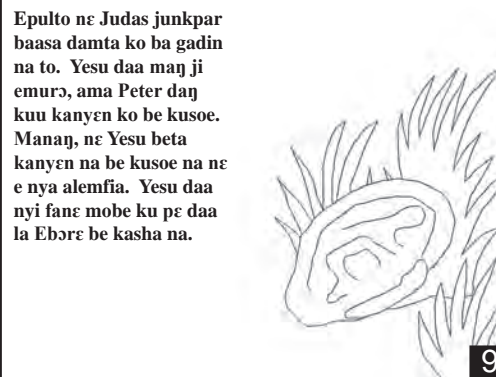 Epulto nɛ Judas junkpar
baasa damta ko ba gadin
na to.  Yesu daa maŋ ji
emurɔ, ama Peter daŋ
kuu kanyɛn ko be kusoe.
Manaŋ, nɛ Yesu beta
kanyɛn na be kusoe na nɛ
e nya alemfia.  Yesu daa
nyi fanɛ mobe ku pɛ daa
la Ebɔrɛ be kasha na.
9